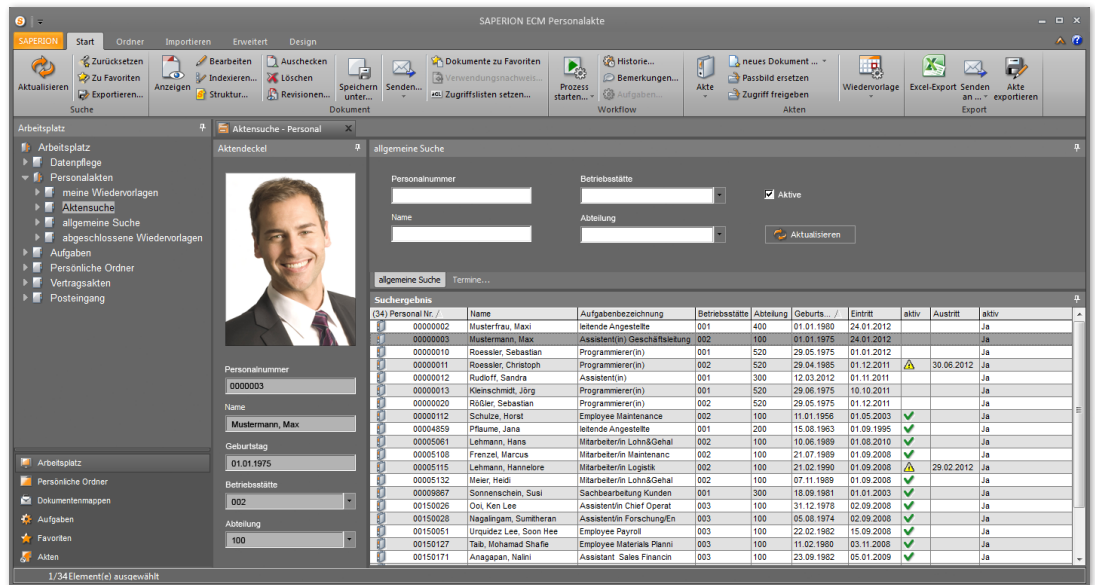 SAPERION ECM Personalakte
SAPERION Start Ordner Importieren Erweitert Design
Aktualisieren
Zurücksetzen
Zu Favoriten
Exportieren...
Suche
Anzeigen
Bearbeiten
Indexieren...
Struktur...
Auschecken
Löschen
Revisionen...
Speichern unter...
Senden...
Dokumente zu Favoriten
Verwendungsnachweis...
Zugriffslisten setzen...
Dokument
Prozess starten...
Historie...
Bemerkungen...
Aufgaben...
Workflow
Akte
neues Dokument ...
Passbild ersetzen
Zugriff freigeben
Akten
Wiedervorlage
Excel-Export
Senden an ...
Akte exportieren
Export
Arbeitsplatz
Arbeitsplatz
Datenpflege
Personalakten
meine Wiedervorlagen
Aktensuche
allgemeine Suche
abgeschlossene Wiedervorlagen
Aufgaben
Persönliche Ordner
Vertragsakten
Posteingang
Arbeitsplatz
Persönliche Ordner
Dokumentenmappen
Aufgaben
Favoriten
Akten
Aktensuche - Personal
Aktendeckel
Personalnummer
0000003
Name
Mustermann, Max
Geburtstag
01.01.1975
Betriebsstätte
002
Abteilung
100
allgemeine Suche
Personalnummer
Betriebsstätte
Aktive
Name
Abteilung
Aktualisieren
allgemeine Suche Termine...
Suchergebnis
(34) Personal Nr. Name Aufgabenbezeichnung Betriebsstätte Abteilung Geburts... Eintritt aktiv Austritt aktiv
00000002 Musterfrau, Maxi leitende Angestellte 001 400 01.01.1980 24.01.2012 Ja
00000003 Mustermann, Max Assistent(in) Geschäftsleitung 002 100 01.01.1975 24.01.2012 Ja
00000010 Roessler, Sebastian Programmierer(in) 001 520 29.05.1975 01.01.2012 Ja
00000011 Roessler, Christoph Programmierer(in) 002 520 29.04.1985 01.12.2011 30.06.2012 Ja
00000012 Rudloff, Sandra Assistent(in) 001 300 12.03.2012 01.11.2011 Ja
00000013 Kleinschmidt, Jörg Programmierer(in) 002 520 29.06.1975 10.10.2011 Ja
00000020 Rößler, Sebastian Programmierer(in) 002 520 29.05.1975 01.12.2011 Ja
00000112 Schulze, Horst Employee Maintenance 002 100 11.01.1956 01.05.2003 Ja
00004859 Pflaume, Jana leitende Angestellte 001 200 15.08.1963 01.09.1995 Ja
00005061 Lehmann, Hans Mitarbeiter/in Lohn&Gehal 002 100 10.06.1989 01.08.2010 Ja
00005108 Frenzel, Marcus Mitarbeiter/in Maintenanc 002 100 21.07.1989 01.09.2008 Ja
00005115 Lehmann, Hannelore Mitarbeiter/in Logistik 002 100 21.02.1990 01.09.2008 29.02.2012 Ja
00005132 Meier, Heidi Mitarbeiter/in Lohn&Gehal 002 100 07.11.1989 01.09.2008 Ja
00009867 Sonnenschein, Susi Sachbearbeitung Kunden 001 300 18.09.1981 01.01.2003 Ja
00150026 Ooi, Ken Lee Assistent/in Chief Operat 003 100 31.12.1978 02.09.2008 Ja
00150028 Nagalingam, Sumitheran Assistent/in Forschung/En 003 100 05.08.1974 02.09.2008 Ja
00150051 Urquidez Lee, Soon Hee Employee Payroll 003 100 22.02.1982 15.09.2008 Ja
00150127 Taib, Mohamad Shafie Employee Materials Planni 003 100 11.02.1980 03.11.2008 Ja
00150171 Anagapan, Nalini Assistant Sales Financin 003 100 23.09.1982 05.01.2009 Ja
1/34Element(e) ausgewählt